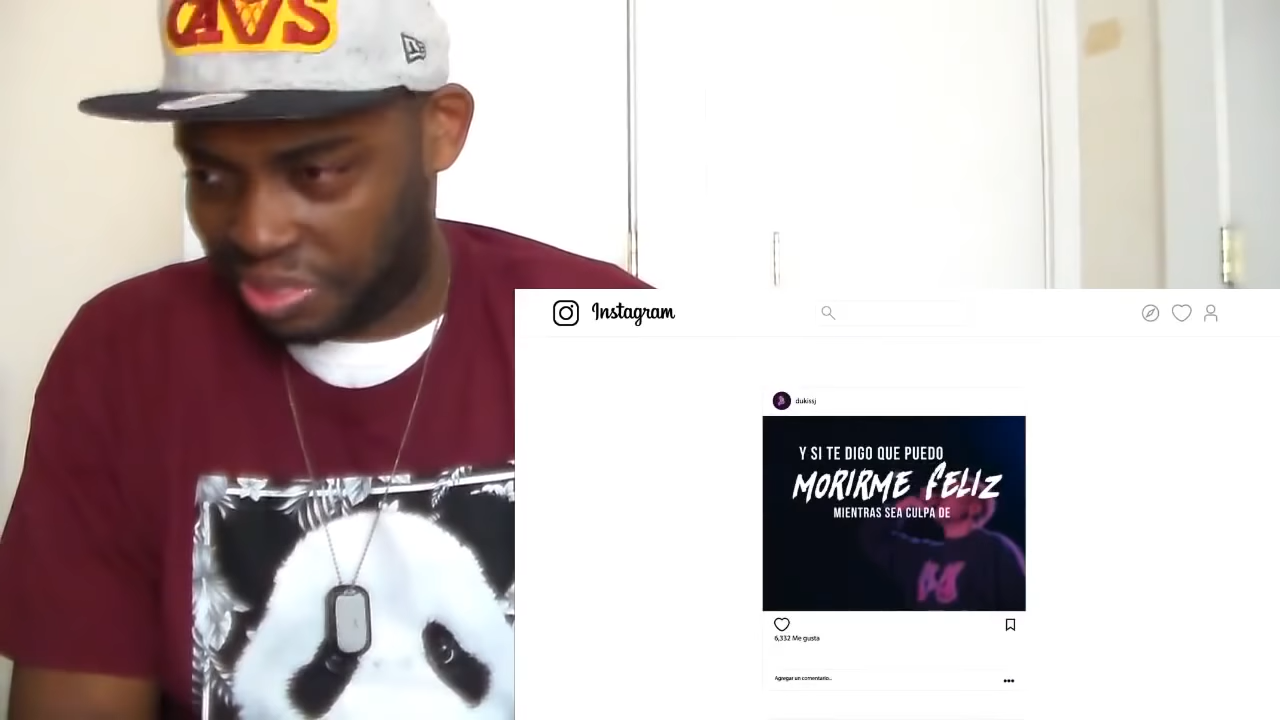 CAVS
Instagram
dukissj
Y SI TE DIGO QUE PUEDO
MORIRME FELIZ
MIENTRAS SEA CULPA DE
6,332 Me gusta
Agregar un comentario...